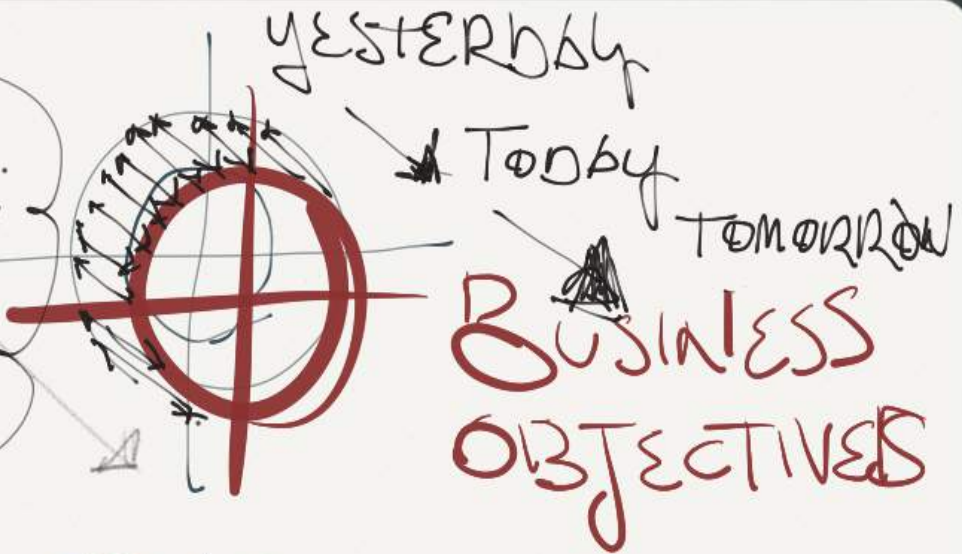 YESTERDAY
TODAY
TOMORROW
BUSINESS
OBJECTIVES